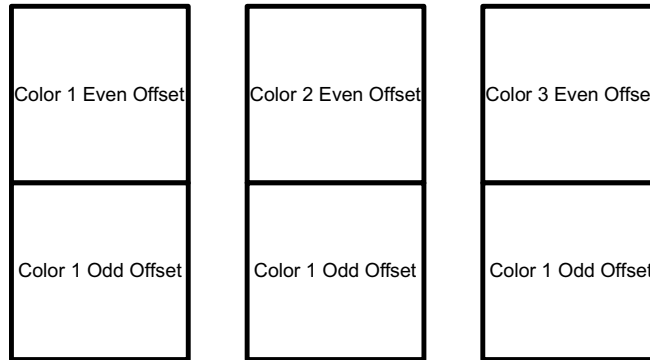 Color 1 Even Offset
Color 2 Even Offset
Color 3 Even Offse
Color 1 Odd Offset
Color 1 Odd Offset
Color 1 Odd Offset